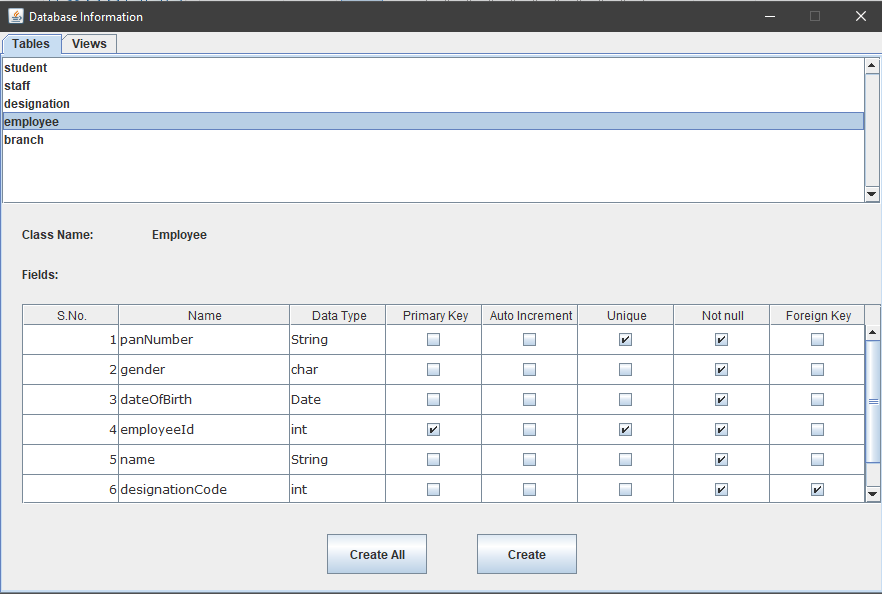 Database Information
Tables Views
student
staff
designation
employee
branch
Class Name: Employee
Fields:
S.No. Name Data Type Primary Key Auto Increment Unique Not null Foreign Key
1 panNumber String
2 gender char
3 dateOfBirth Date
4 employeeId int
5 name String
6 designationCode int
Create All Create